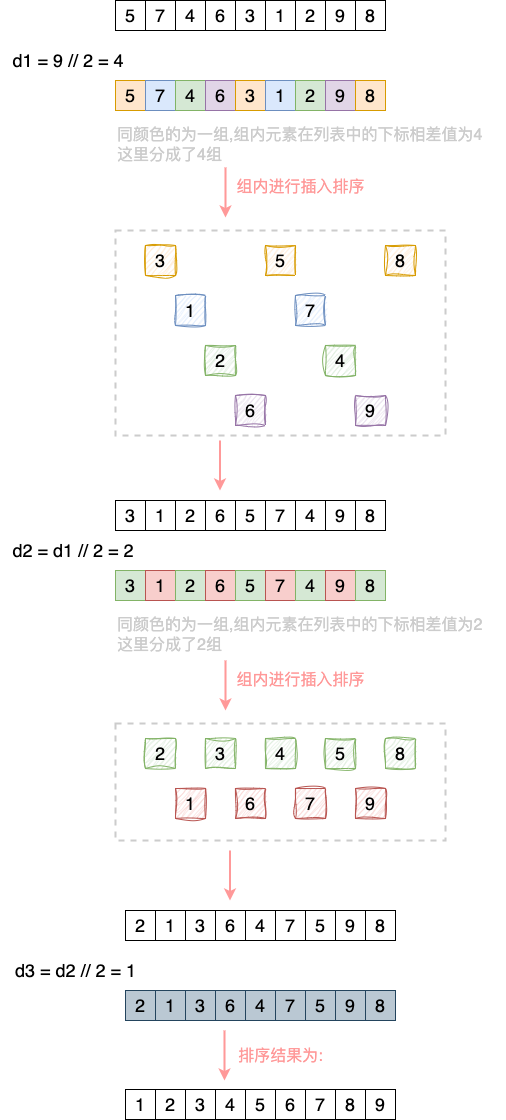 5 7 4 6 3 1 2 9 8
d1 = 9 // 2 = 4
5 7 4 6 3 1 2 9 8
同颜色的为一组,组内元素在列表中的下标相差值为4
这里分成了4组
组内进行插入排序
3 5 8
1 7
2 4
6 9
3 1 2 6 5 7 4 9 8
d2 = d1 // 2 = 2
3 1 2 6 5 7 4 9 8
同颜色的为一组,组内元素在列表中的下标相差值为2
这里分成了2组
组内进行插入排序
2 3 4 5 8
1 6 7 9
2 1 3 6 4 7 5 9 8
d3 = d2 // 2 = 1
2 1 3 6 4 7 5 9 8
排序结果为:
1 2 3 4 5 6 7 8 9